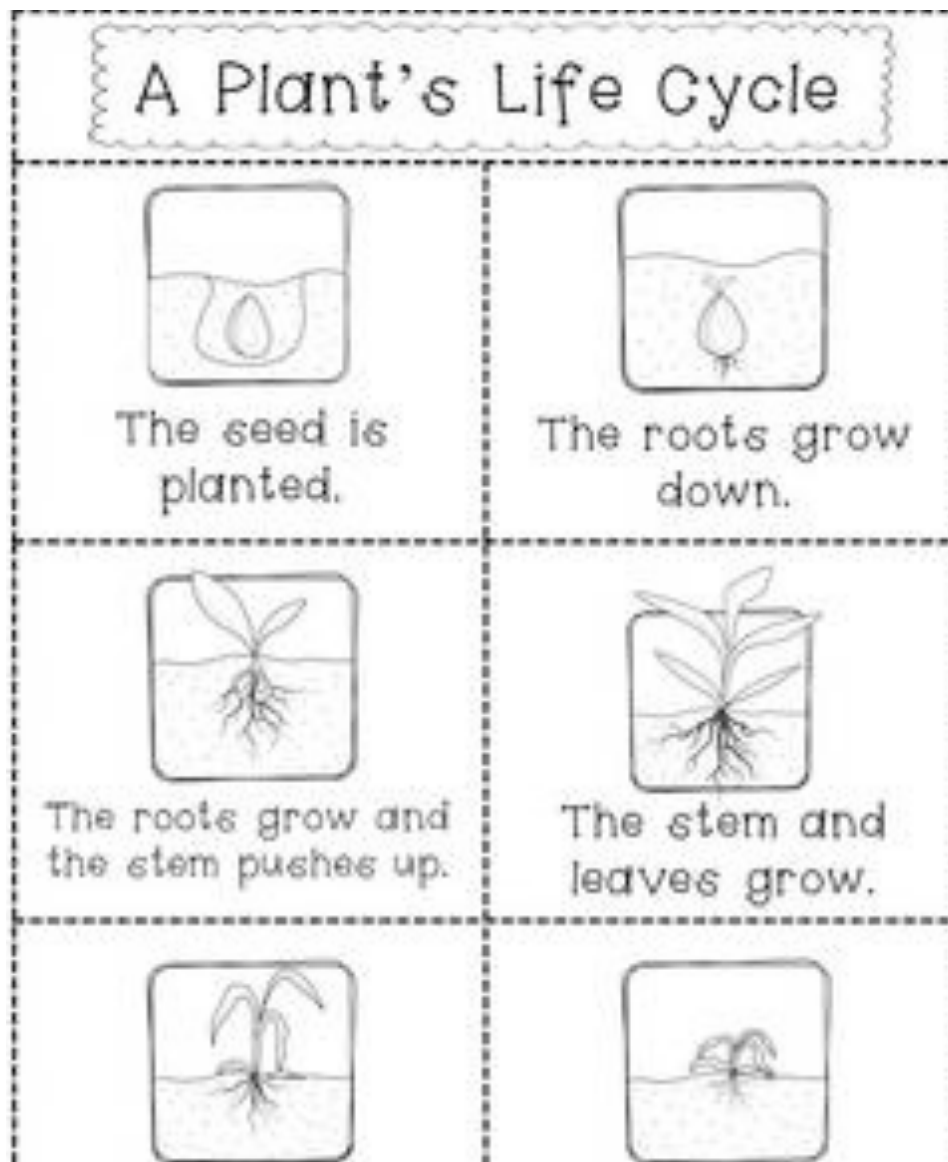 A Plant's Life Cycle
The seed is
planted.
The roots grow
down.
The roots grow and
the stem pushes up.
The stem and
leaves grow.